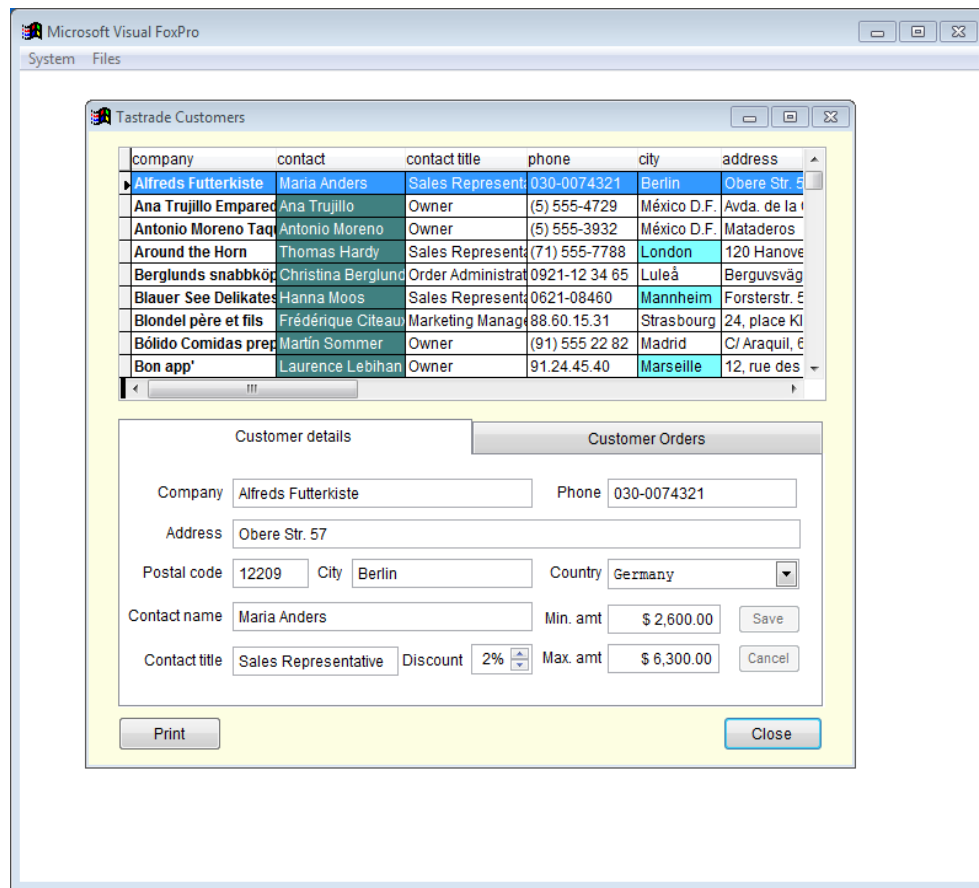 Microsoft Visual FoxPro
System Files
Tastrade Customers
company contact contact title phone city address
Alfreds Futterkiste Maria Anders Sales Representa 030-0074321 Berlin Obere Str. 5
Ana Trujillo Empared Ana Trujillo Owner (5) 555-4729 México D.F. Avda. de la
Antonio Moreno Taqu Antonio Moreno Owner (5) 555-3932 México D.F. Mataderos
Around the Horn Thomas Hardy Sales Representa (71) 555-7788 London 120 Hanove
Berglunds snabbköp Christina Berglund Order Administrat 0921-12 34 65 Luleå Berguvsväg
Blauer See Delikates Hanna Moos Sales Representa 0621-08460 Mannheim Forsterstr. 5
Blondel père et fils Frédérique Citeaux Marketing Manage 88.60.15.31 Strasbourg 24, place Kl
Bólido Comidas prep Martín Sommer Owner (91) 555 22 82 Madrid C/ Araquil, 6
Bon app' Laurence Lebihan Owner 91.24.45.40 Marseille 12, rue des
Customer details Customer Orders
Company Alfreds Futterkiste Phone 030-0074321
Address Obere Str. 57
Postal code 12209 City Berlin Country Germany
Contact name Maria Anders Min. amt $ 2,600.00 Save
Contact title Sales Representative Discount 2% Max. amt $ 6,300.00 Cancel
Print Close